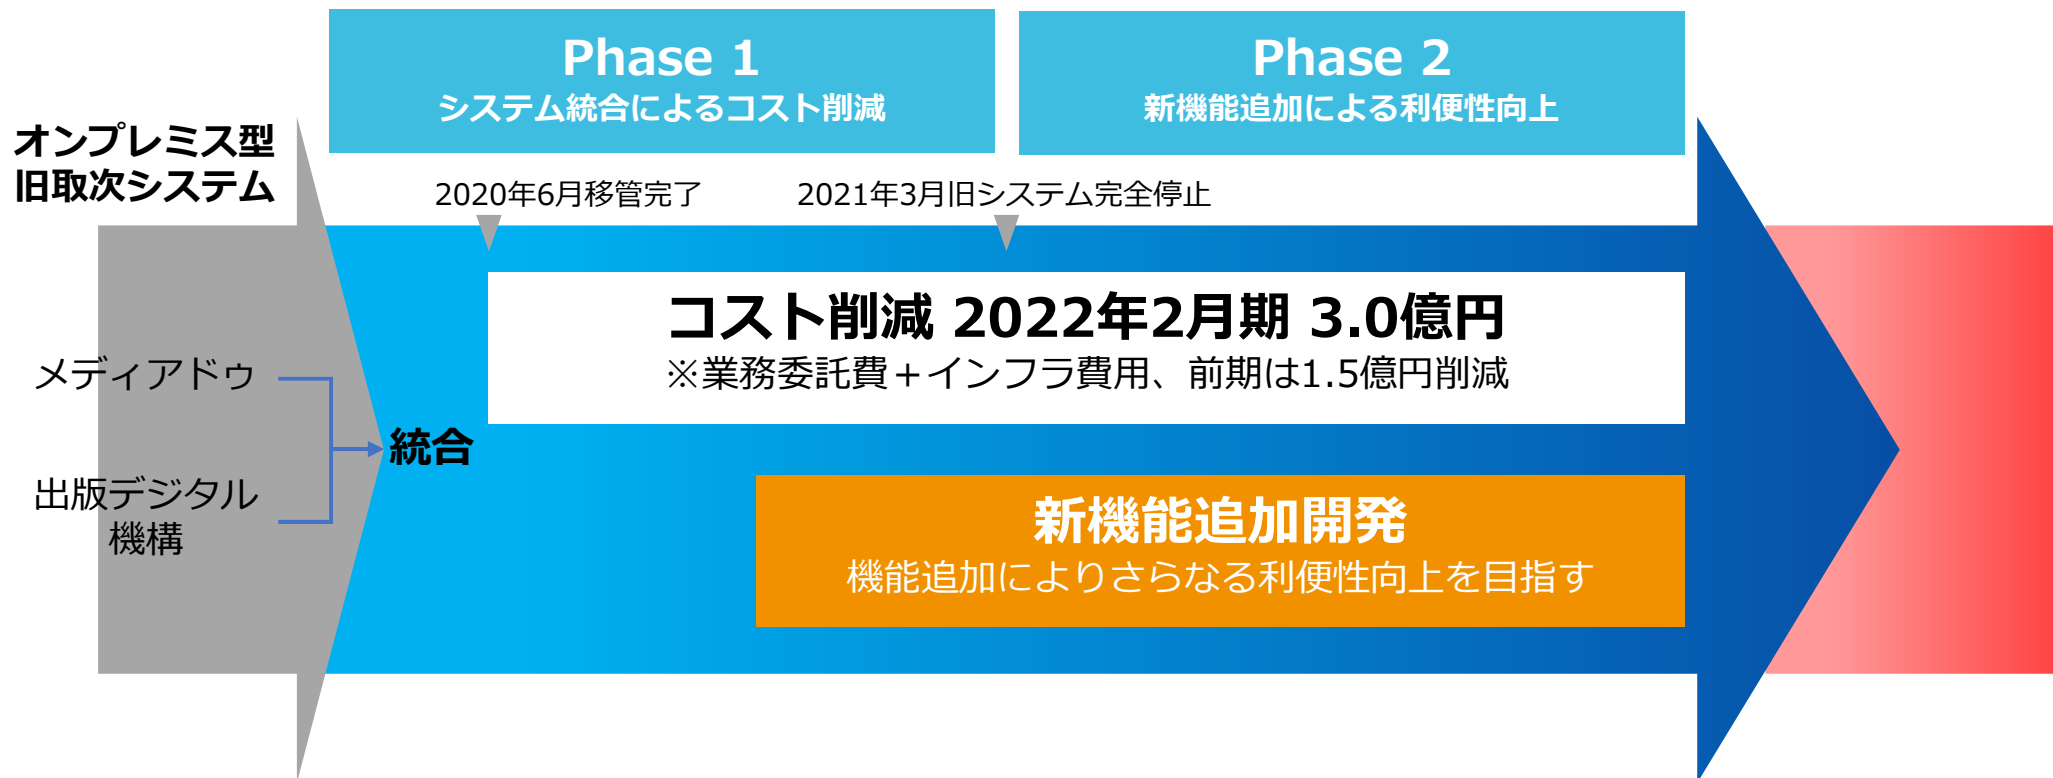 Phase 1
システム統合によるコスト削減
Phase 2
新機能追加による利便性向上
オンプレミス型
旧取次システム
2020年6月移管完了
2021年3月旧システム完全停止
コスト削減 2022年2月期 3.0億円
※業務委託費＋インフラ費用、前期は1.5億円削減
メディアドゥ
統合
出版デジタル
機構
新機能追加開発
機能追加によりさらなる利便性向上を目指す